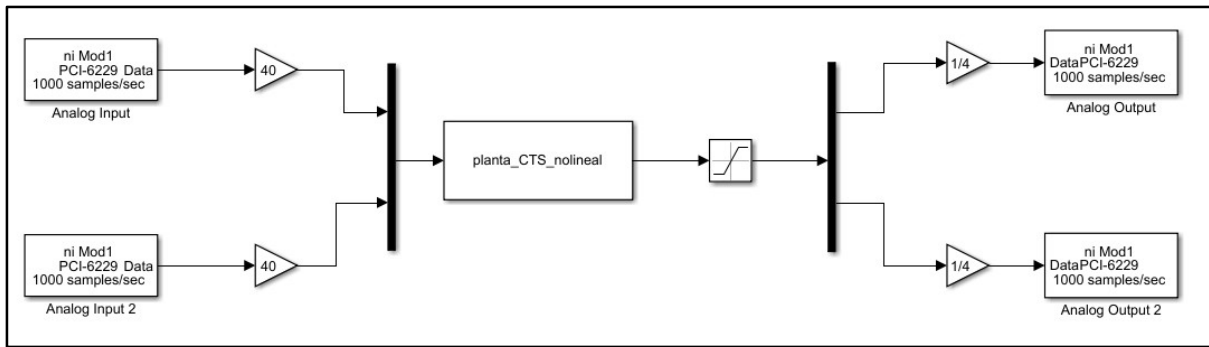 ni Mod1
PCI-6229 Data
1000 samples/sec
Analog Input
40
ni Mod1
PCI-6229 Data
1000 samples/sec
Analog Input 2
40
planta_CTS_nolineal
1/4
ni Mod1
DataPCI-6229
1000 samples/sec
Analog Output
1/4
ni Mod1
DataPCI-6229
1000 samples/sec
Analog Output 2